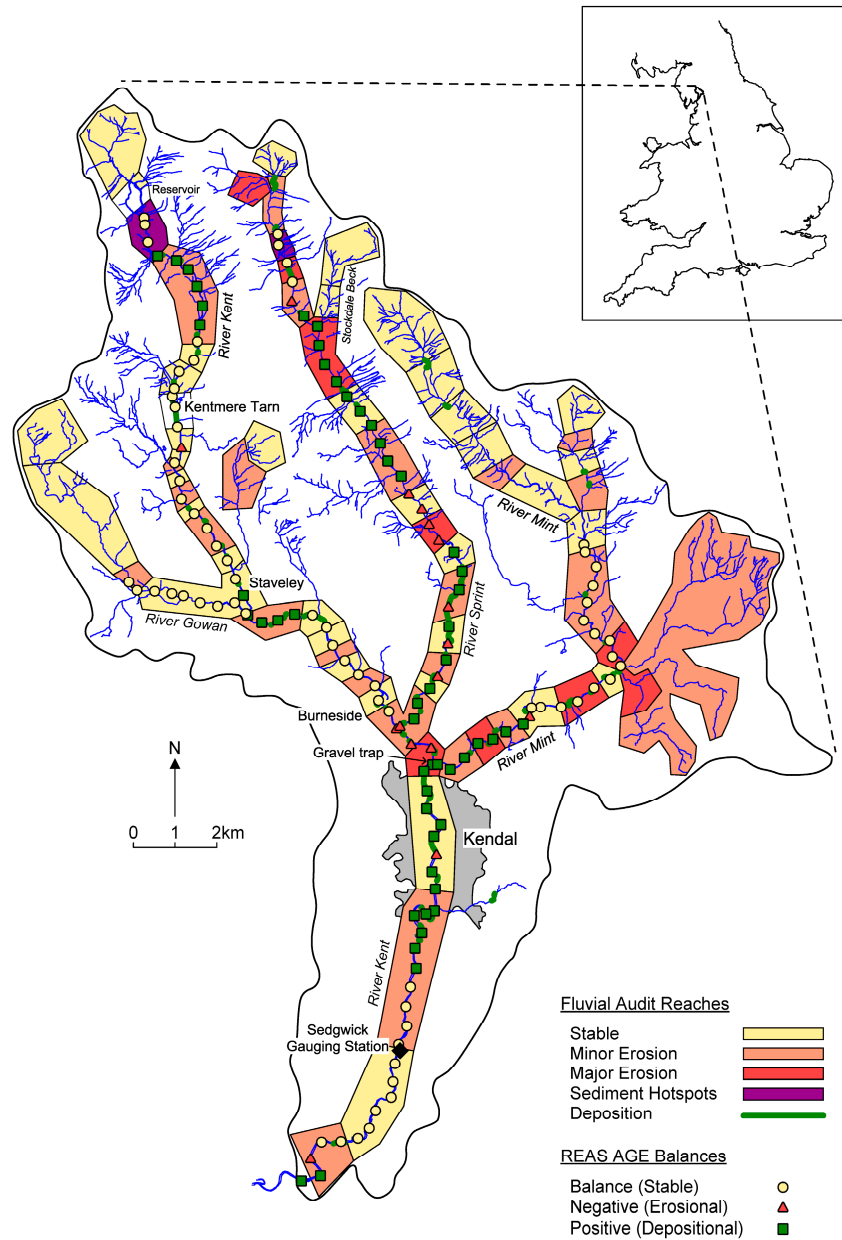 Reservoir
River Kent
Stockdale Beck
Kentmere Tarn
River Mint
Staveley
River Gowan
River Sprint
Burneside
Gravel trap
River Mint
N
0 1 2km
Kendal
River Kent
Sedgwick
Gauging Station
Fluvial Audit Reaches
Stable
Minor Erosion
Major Erosion
Sediment Hotspots
Deposition
REAS AGE Balances
Balance (Stable)
Negative (Erosional)
Positive (Depositional)